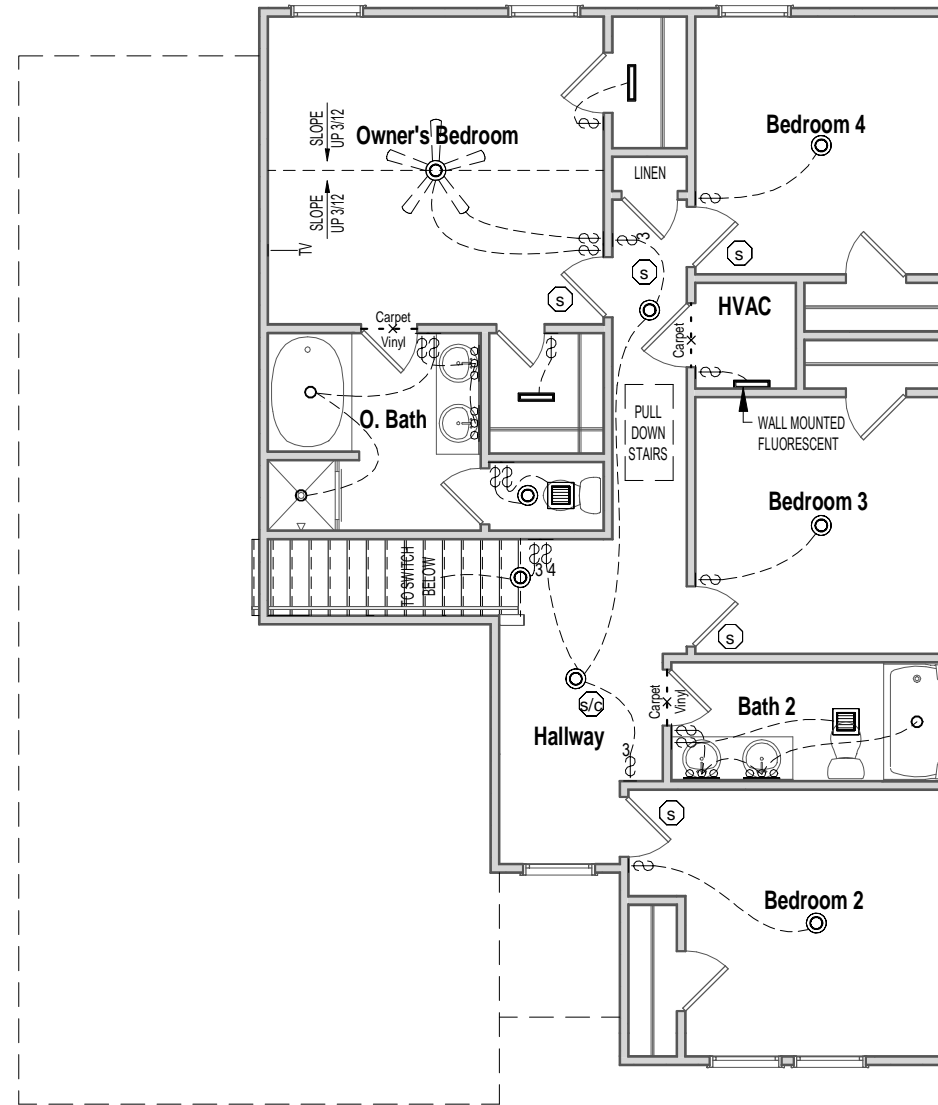 SLOPE
UP 3/12
Owner's Bedroom
Bedroom 4
LINEN
SLOPE
UP 3/12
3
TV
s
s
s
HVAC
Carpet
Vinyl
Carpet
O. Bath
PULL
DOWN
STAIRS
WALL MOUNTED
FLUORESCENT
Bedroom 3
TO SWITCH
BELOW
3 4
s
s/c
Carpet
Vinyl
Bath 2
Hallway
3
s
Bedroom 2